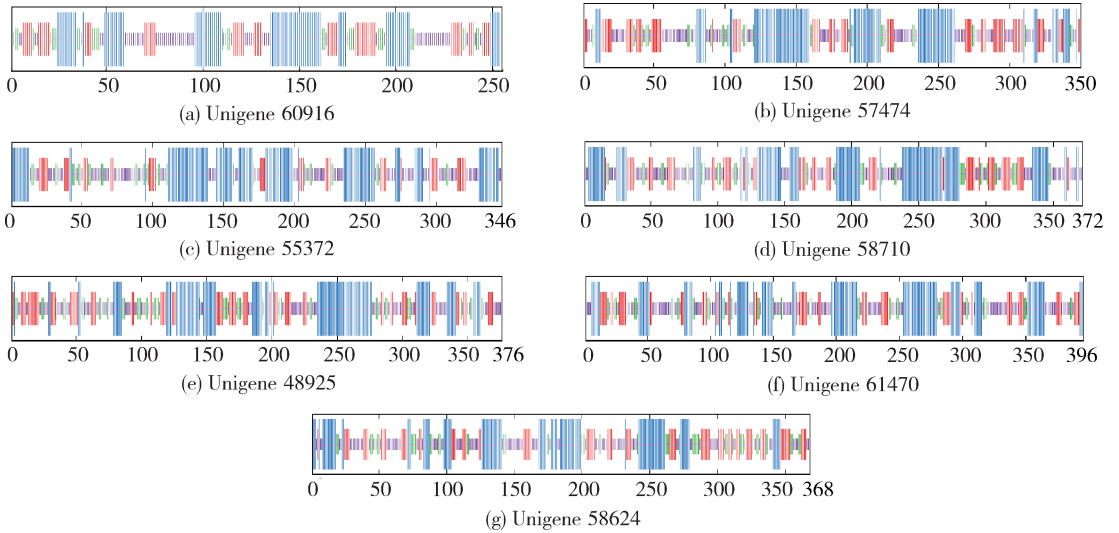 0 50 100 150 200 250
(a) Unigene 60916
0 50 100 150 200 250 300 350
(b) Unigene 57474
0 50 100 150 200 250 300 346
(c) Unigene 55372
0 50 100 150 200 250 300 350 372
(d) Unigene 58710
0 50 100 150 200 250 300 350 376
(e) Unigene 48925
0 50 100 150 200 250 300 350 396
(f) Unigene 61470
0 50 100 150 200 250 300 350 368
(g) Unigene 58624